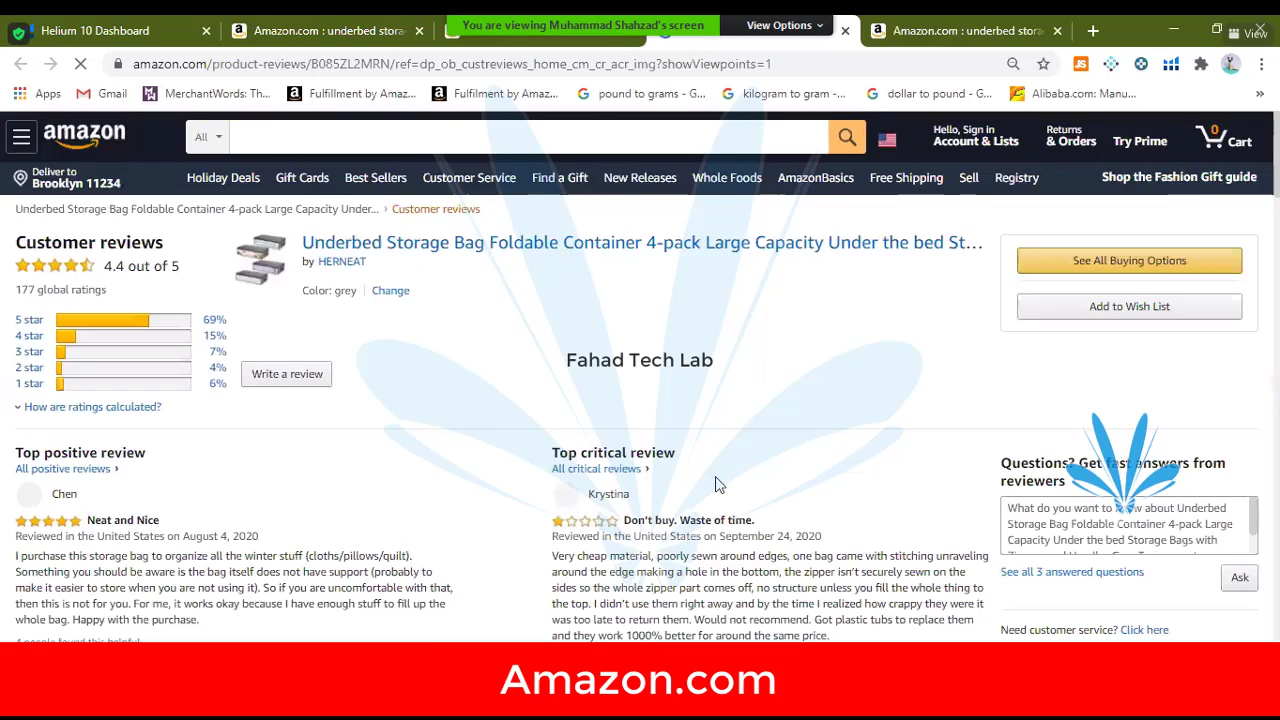 You are viewing Muhammad Shahzad's screen
View Options
Helium 10 Dashboard
Amazon.com : underbed stora
Amazon.com : underbed stora
View
amazon.com/product-reviews/B085ZL2MRN/ref=dp_ob_custreviews_home_cm_cr_acr_img?showViewpoints=1
Apps
Gmail
MerchantWords: Th...
Fulfillment by Amaz...
Fulfillment by Amaz...
pound to grams - G...
kilogram to gram -...
dollar to pound - G...
Alibaba.com: Manu...
amazon
All
Hello, Sign in
Account & Lists
Returns
& Orders
Try Prime
0
Cart
Deliver to
Brooklyn 11234
Holiday Deals
Gift Cards
Best Sellers
Customer Service
Find a Gift
New Releases
Whole Foods
AmazonBasics
Free Shipping
Sell
Registry
Shop the Fashion Gift guide
Underbed Storage Bag Foldable Container 4-pack Large Capacity Under... › Customer reviews
Customer reviews
4.4 out of 5
177 global ratings
5 star 69%
4 star 15%
3 star 7%
2 star 4%
1 star 6%
How are ratings calculated?
Underbed Storage Bag Foldable Container 4-pack Large Capacity Under the bed St...
by HERNEAT
Color: grey | Change
Write a review
See All Buying Options
Add to Wish List
Fahad Tech Lab
Top positive review
All positive reviews ›
Chen
Neat and Nice
Reviewed in the United States on August 4, 2020
I purchase this storage bag to organize all the winter stuff (cloths/pillows/quilt).
Something you should be aware is the bag itself does not have support (probably to
make it easier to store when you are not using it). So if you are uncomfortable with that,
then this is not for you. For me, it works okay because I have enough stuff to fill up the
whole bag. Happy with the purchase.
4 people found this helpful
Top critical review
All critical reviews ›
Krystina
Don't buy. Waste of time.
Reviewed in the United States on September 24, 2020
Very cheap material, poorly sewn around edges, one bag came with stitching unraveling
around the edge making a hole in the bottom, the zipper isn't securely sewn on the
sides so the whole zipper part comes off, no structure unless you fill the whole thing to
the top. I didn't use them right away and by the time I realized how crappy they were it
was too late to return them. Would not recommend. Got plastic tubs to replace them
and they work 1000% better for around the same price.
Questions? Get fast answers from
reviewers
What do you want to know about Underbed
Storage Bag Foldable Container 4-pack Large
Capacity Under the bed Storage Bags with
See all 3 answered questions
Ask
Need customer service? Click here
Amazon.com